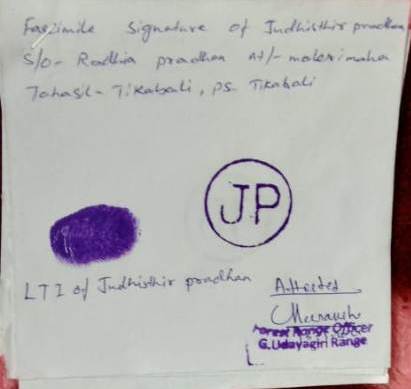 Faczimile Signature of Judhisthir pradhan
S/o- Radhia pradhan At/- malerimaha
Tahasil- Tikabali, Ps. Tikabali
JP
LTI of Judhisthir pradhan
Attested
Forest Range Officer
G.Udayagiri Range